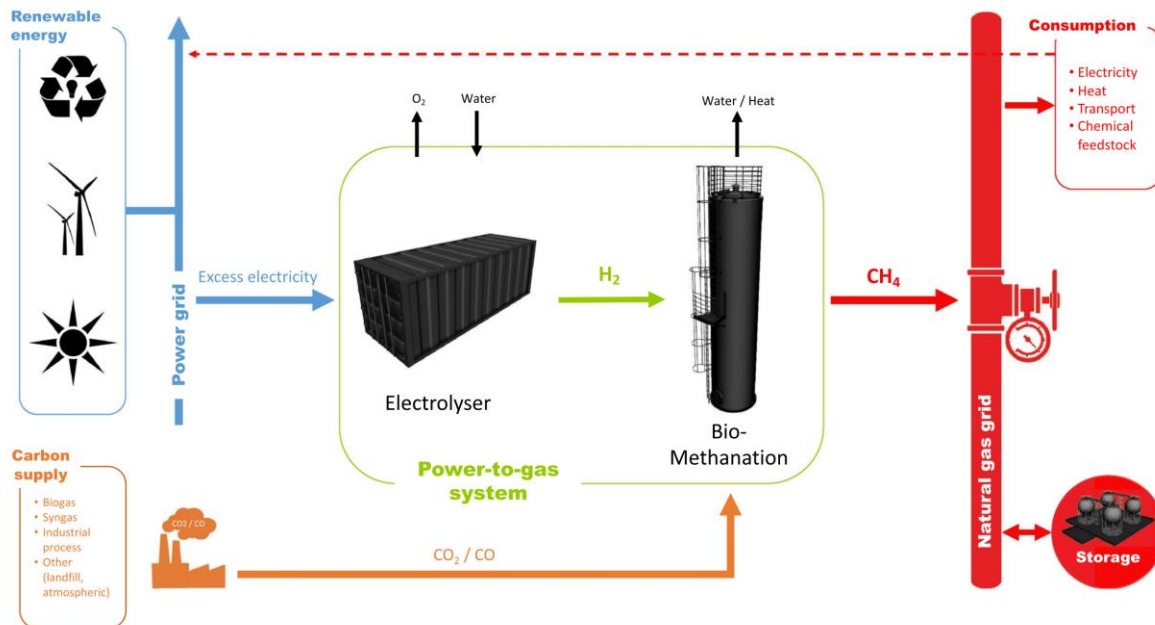 Renewable
energy
Power grid
Excess electricity
O2
Water
Water / Heat
Electrolyser
H2
Bio-
Methanation
Power-to-gas
system
CH4
Consumption
• Electricity
• Heat
• Transport
• Chemical
feedstock
Natural gas grid
Storage
Carbon
supply
• Biogas
• Syngas
• Industrial
process
• Other
(landfill,
atmospheric)
CO2 / CO
CO2 / CO